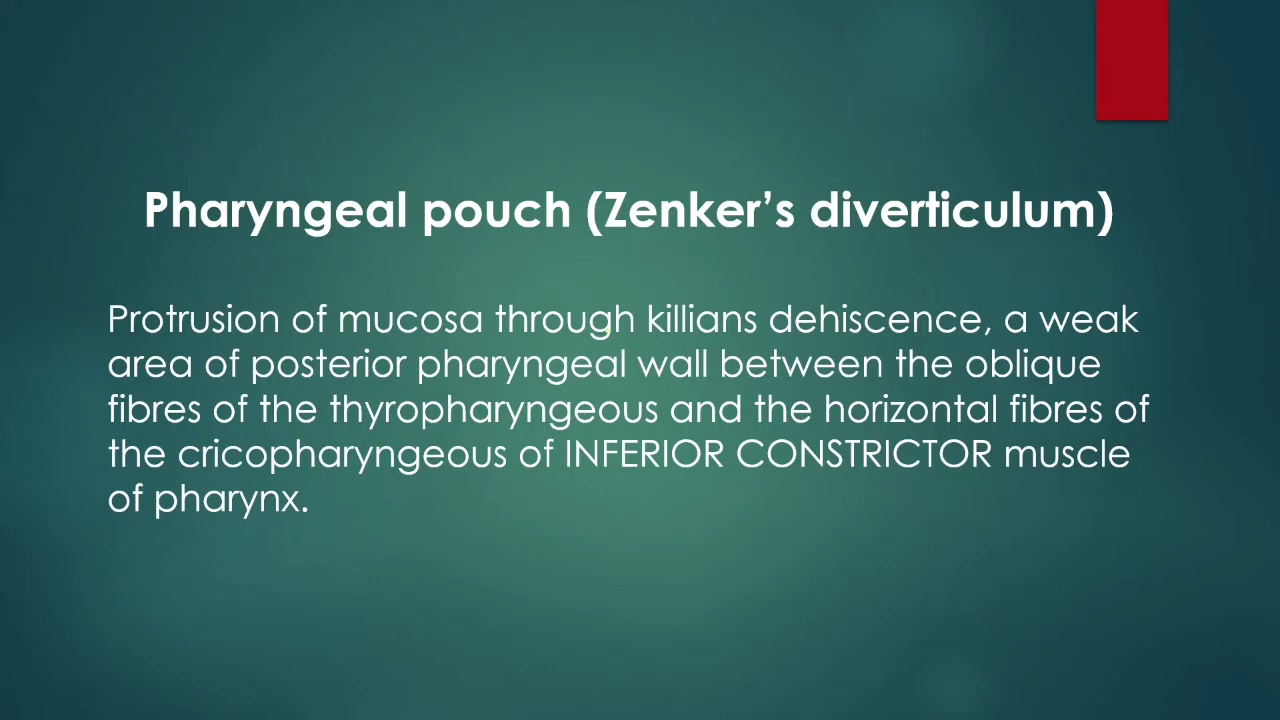 Pharyngeal pouch (Zenker’s diverticulum)
Protrusion of mucosa through killians dehiscence, a weak
area of posterior pharyngeal wall between the oblique
fibres of the thyropharyngeous and the horizontal fibres of
the cricopharyngeous of INFERIOR CONSTRICTOR muscle
of pharynx.